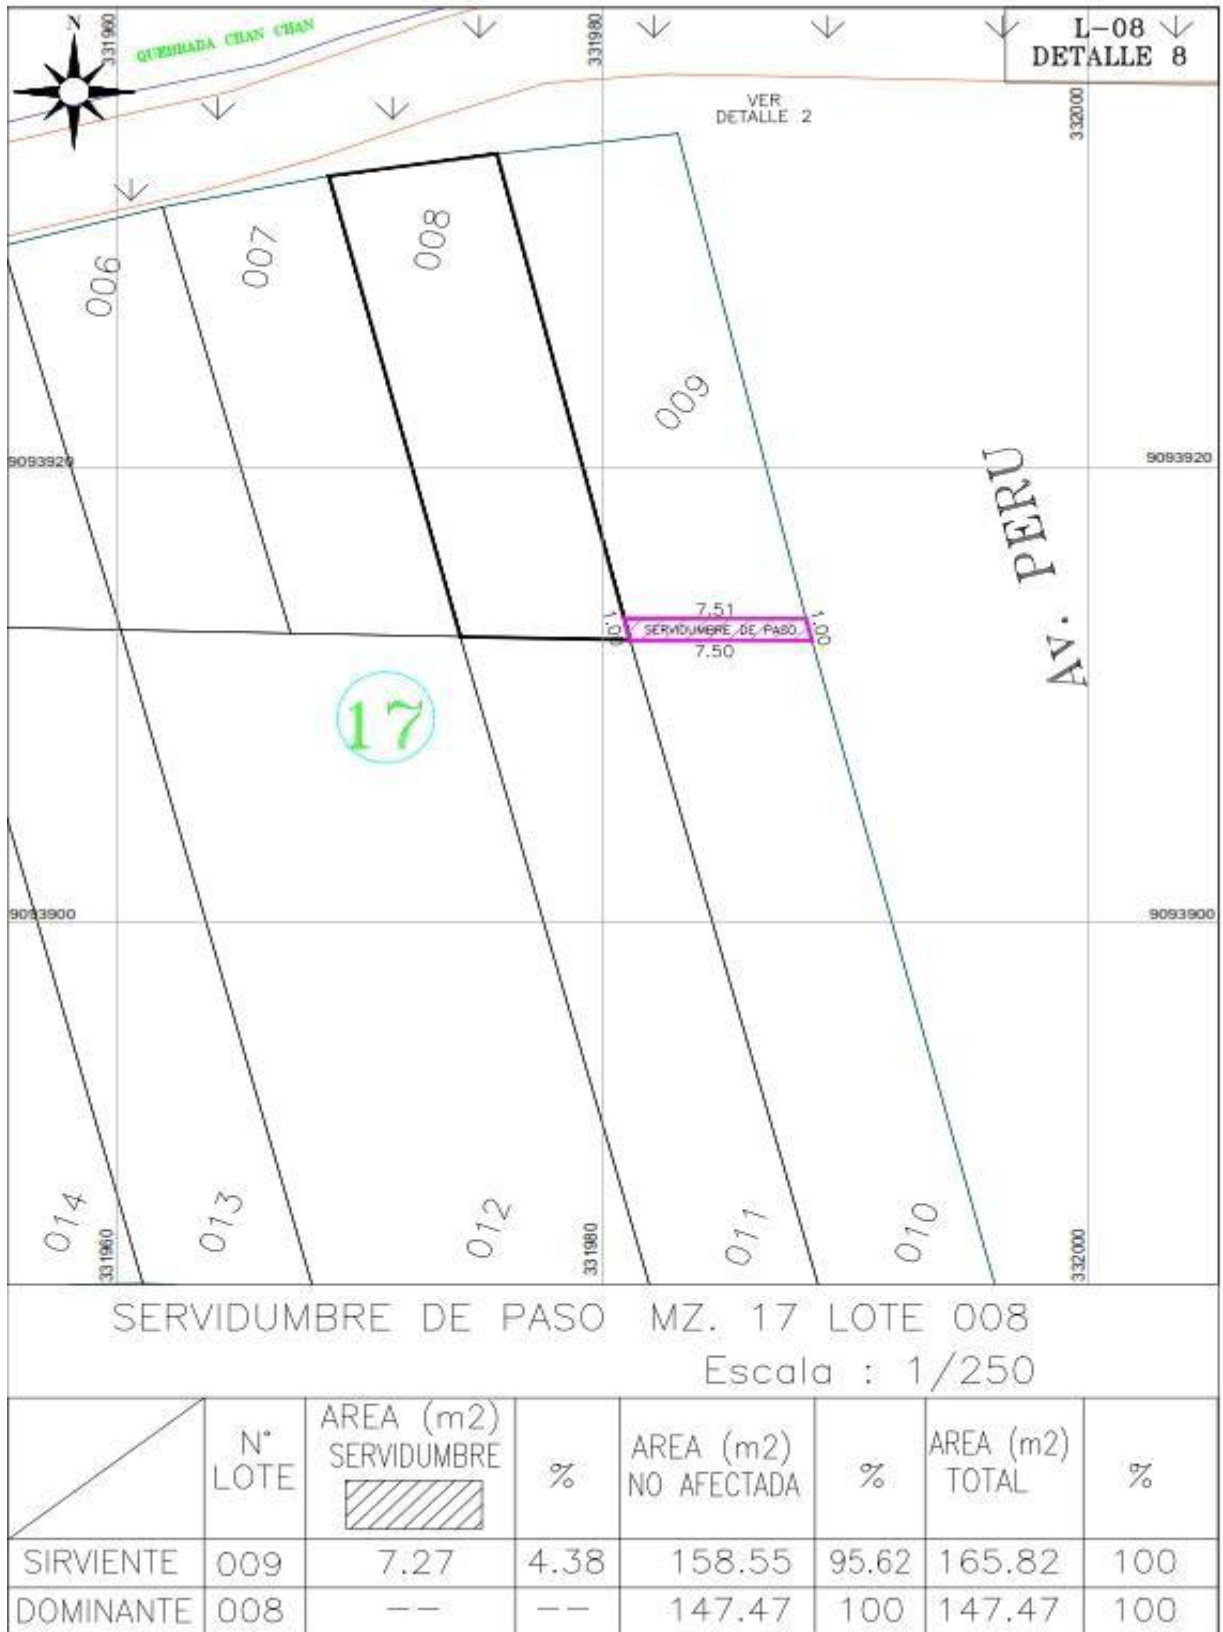 N
331960
QUEBRADA CHAN CHAN
331980
L-08
DETALLE 8
332000
VER
DETALLE 2
006
007
008
009
9093920
9093920
Av. PERU
7.51
1.00
SERVIDUMBRE DE PASO
1.00
7.50
17
9093900
9093900
014
331960
013
012
331980
011
010
332000
SERVIDUMBRE DE PASO MZ. 17 LOTE 008
Escala : 1/250
N° LOTE
AREA (m2) SERVIDUMBRE
%
AREA (m2) NO AFECTADA
%
AREA (m2) TOTAL
%
SIRVIENTE 009 7.27 4.38 158.55 95.62 165.82 100
DOMINANTE 008 -- -- 147.47 100 147.47 100